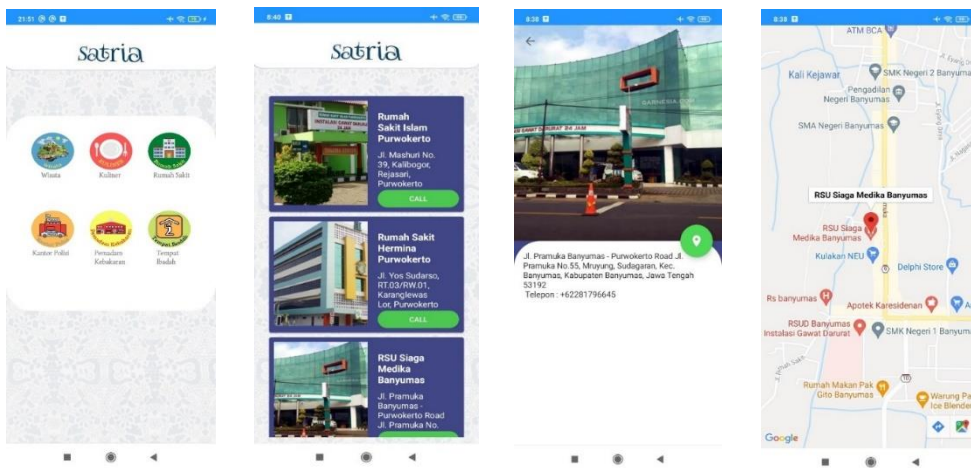 21:51
satria
Wisata
Kuliner
Rumah Sakit
Kantor Polisi
Pemadam
Kebakaran
Tempat
Ibadah
8:40
satria
Rumah
Sakit Islam
Purwokerto
Jl. Mashuri No.
39, Kalibogor,
Rejasari,
Purwokerto
CALL
Rumah Sakit
Hermina
Purwokerto
Jl. Yos Sudarso,
RT.03/RW.01,
Karanglewas
Lor, Purwokerto
CALL
RSU Siaga
Medika
Banyumas
Jl. Pramuka
Banyumas -
Purwokerto Road
Jl. Pramuka No.
8:38
Jl. Pramuka Banyumas - Purwokerto Road Jl.
Pramuka No.55, Mruyung, Sudagaran, Kec.
Banyumas, Kabupaten Banyumas, Jawa Tengah
53192
Telepon : +62281796645
8:38
ATM BCA
Kali Kejawar
SMK Negeri 2 Banyuma
Pengadilan
Negeri Banyumas
SMA Negeri Banyumas
RSU Siaga Medika Banyumas
RSU Siaga
Medika Banyumas
Kulakan NEU
Delphi Store
Rs banyumas
Apotek Karesidenan
RSUD Banyumas
Instalasi Gawat Darurat
SMK Negeri 1 Banyum
Rumah Makan Pak
Gito Banyumas
Warung Pa
Ice Blender
Google